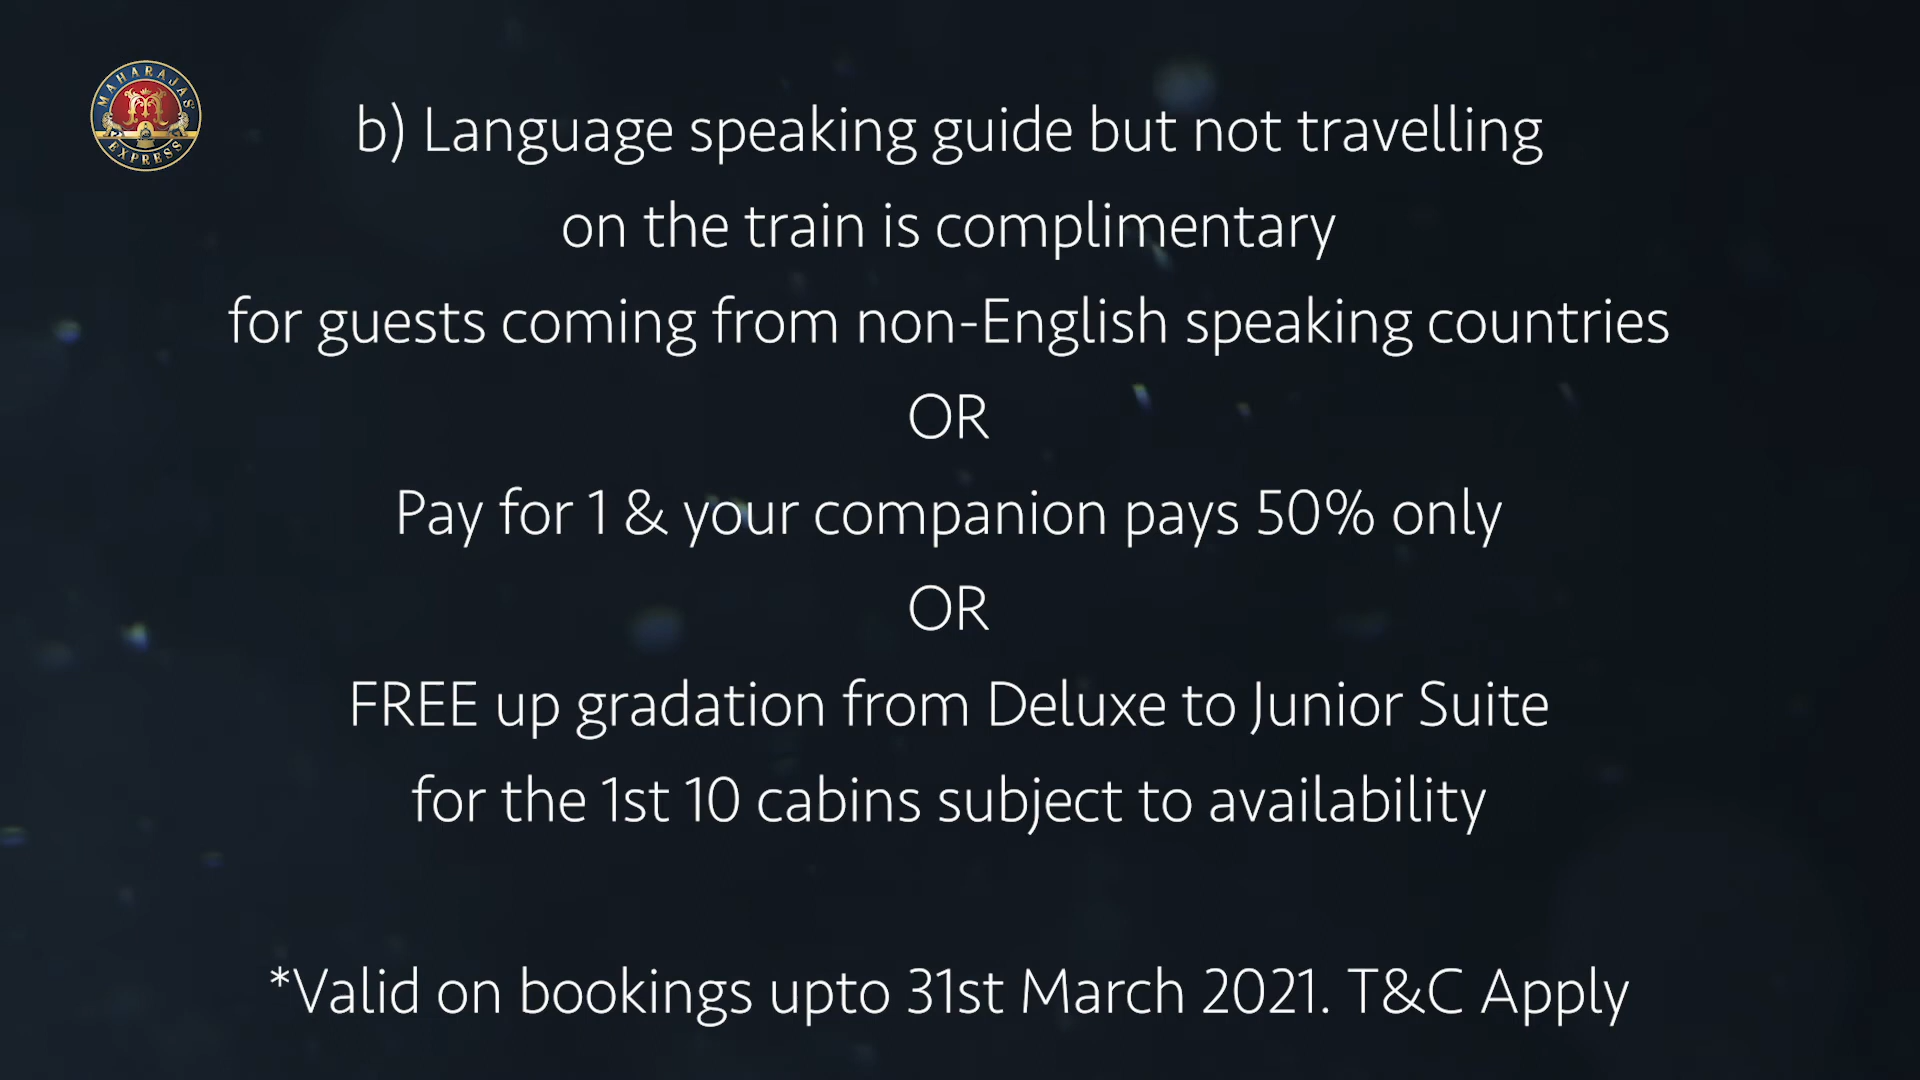 MAHARAJAS' EXPRESS
b) Language speaking guide but not travelling
on the train is complimentary
for guests coming from non-English speaking countries
OR
Pay for 1 & your companion pays 50% only
OR
FREE up gradation from Deluxe to Junior Suite
for the 1st 10 cabins subject to availability
*Valid on bookings upto 31st March 2021. T&C Apply